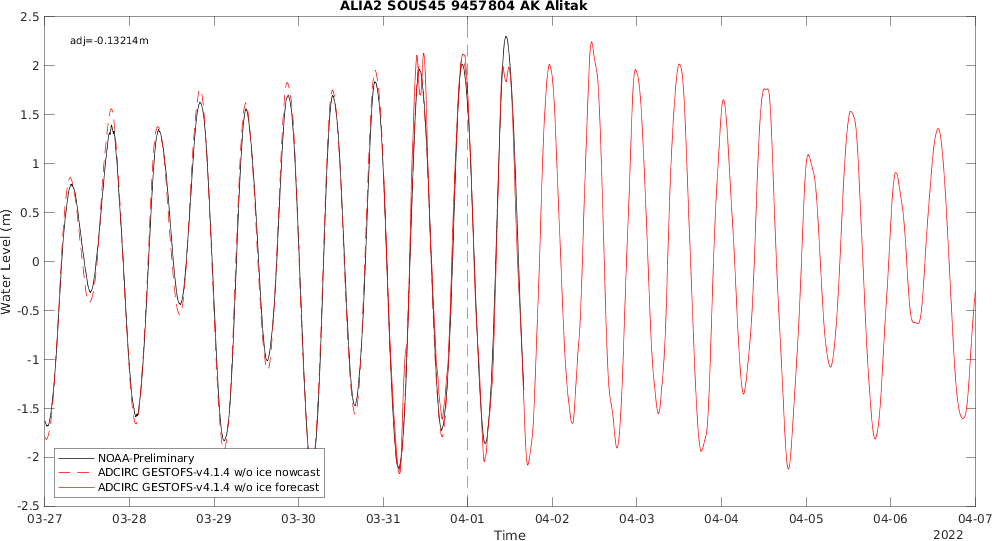 ALIA2 SOUS45 9457804 AK Alitak
adj=-0.13214m
2.5
2
1.5
1
0.5
0
-0.5
-1
-1.5
-2
-2.5
Water Level (m)
NOAA-Preliminary
ADCIRC GESTOFS-v4.1.4 w/o ice nowcast
ADCIRC GESTOFS-v4.1.4 w/o ice forecast
03-27 03-28 03-29 03-30 03-31 04-01 04-02 04-03 04-04 04-05 04-06 04-07
Time
2022